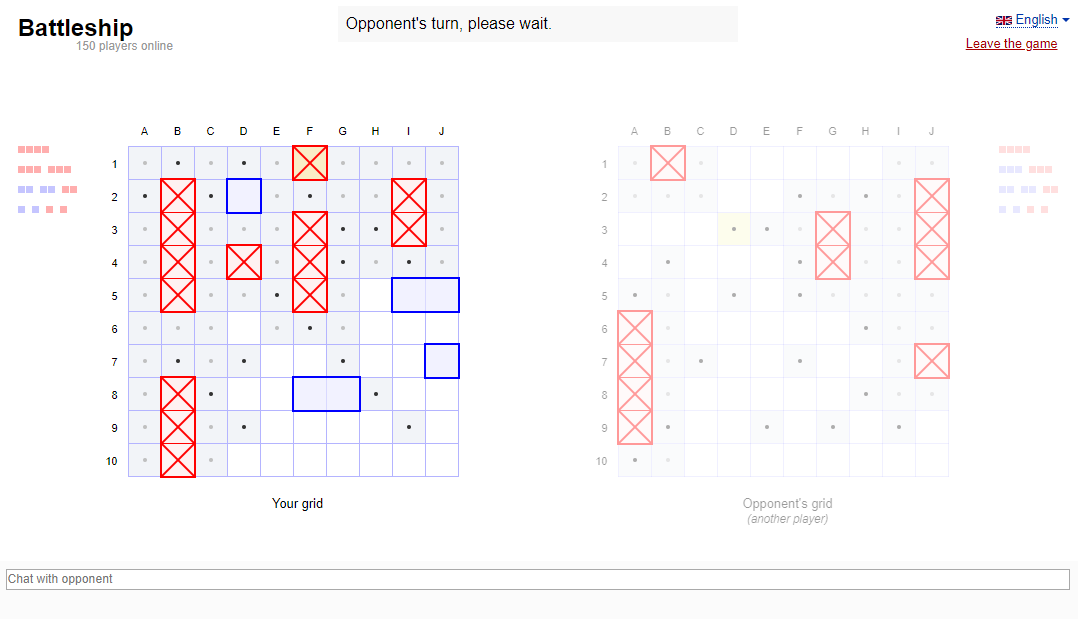 Battleship
150 players online
Opponent's turn, please wait.
English
Leave the game
A B C D E F G H I J
1
2
3
4
5
6
7
8
9
10
Your grid
A B C D E F G H I J
1
2
3
4
5
6
7
8
9
10
Opponent's grid
(another player)
Chat with opponent